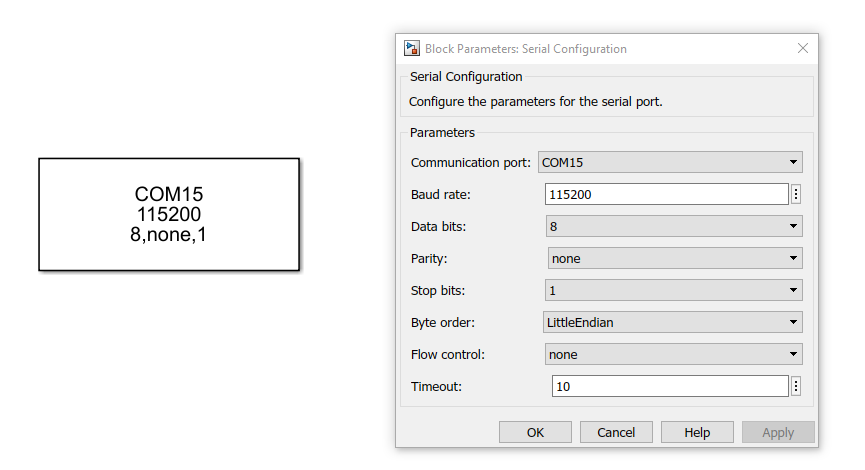 COM15
115200
8,none,1
Block Parameters: Serial Configuration
Serial Configuration
Configure the parameters for the serial port.
Parameters
Communication port: COM15
Baud rate: 115200
Data bits: 8
Parity: none
Stop bits: 1
Byte order: LittleEndian
Flow control: none
Timeout: 10
OK Cancel Help Apply